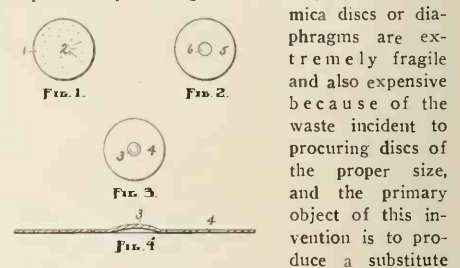 mica discs or dia-
phragms are ex-
tremely fragile
and also expensive
because of the
waste incident to
procuring discs of
the proper size,
and the primary
object of this in-
vention is to pro-
duce a substitute
1 2
FIG. 1.
6 5
FIG. 2.
3 4
FIG. 3.
3 4
FIG. 4